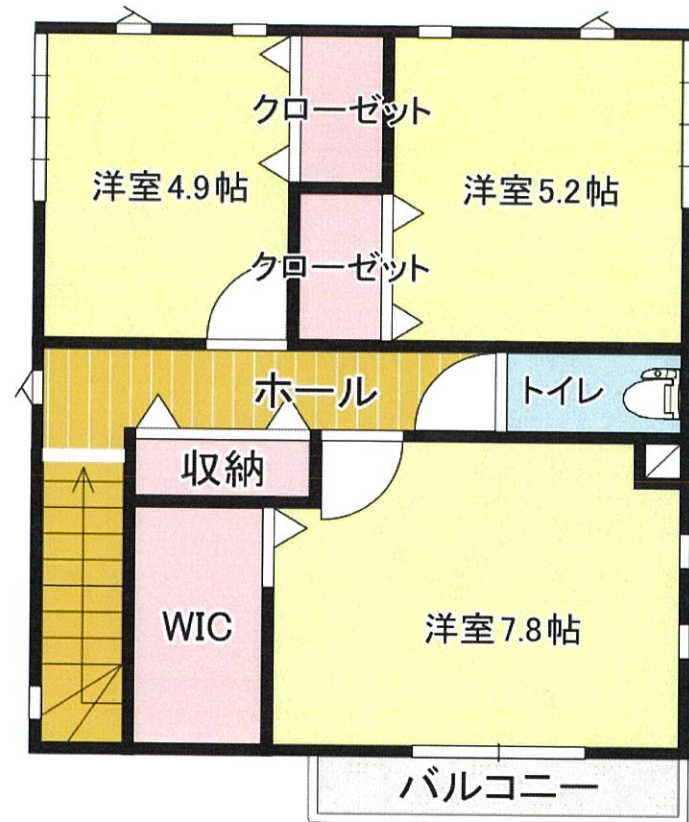 クローゼット
洋室4.9帖
洋室5.2帖
クローゼット
ホール
トイレ
収納
WIC
洋室7.8帖
バルコニー